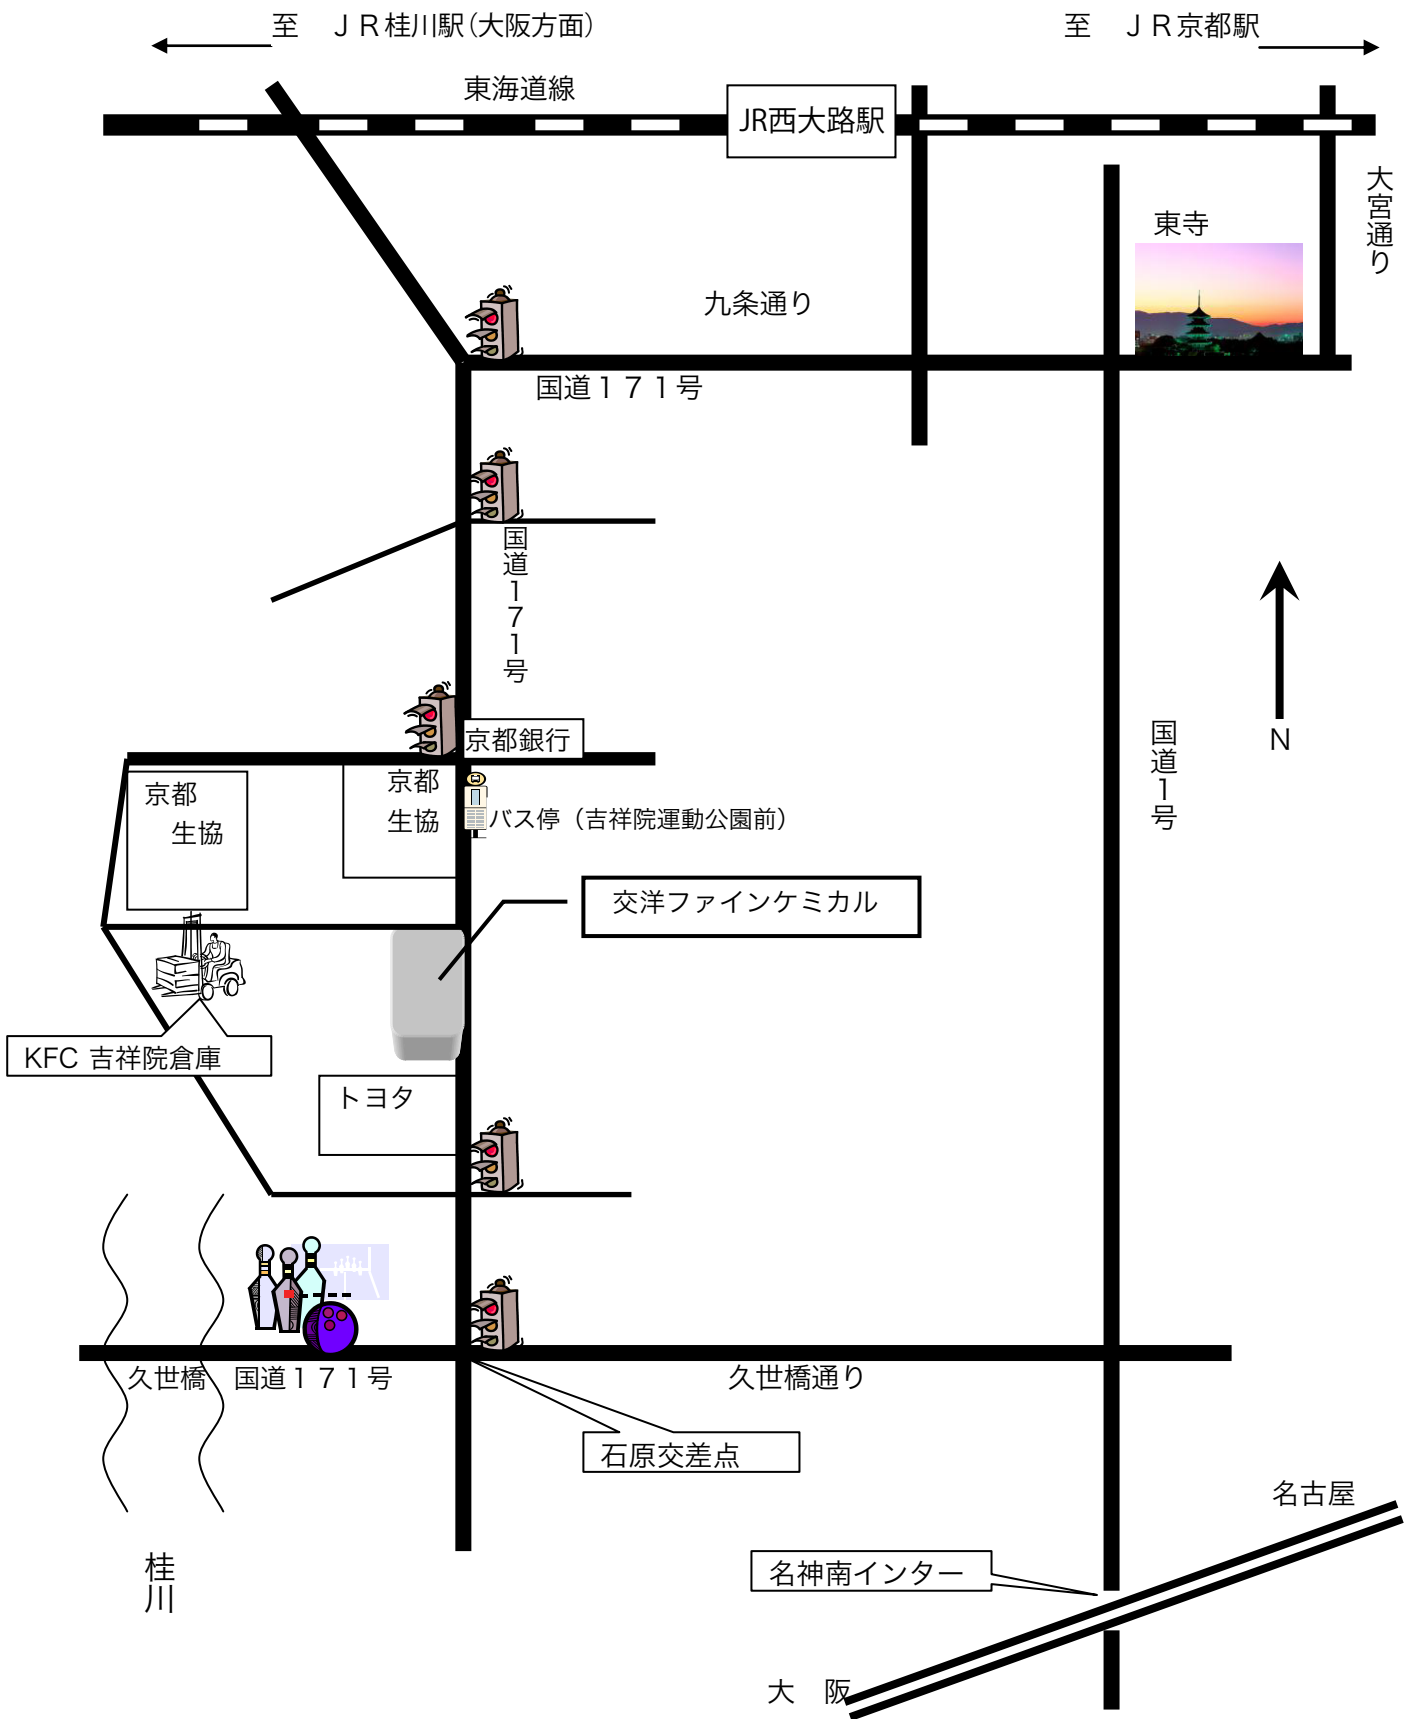 至　ＪＲ桂川駅（大阪方面）
至　ＪＲ京都駅
東海道線
JR西大路駅
大宮通り
東寺
九条通り
国道１７１号
国道１７１号
国道１号
N
京都銀行
京都
生協
京都
生協
バス停（吉祥院運動公園前）
交洋ファインケミカル
KFC 吉祥院倉庫
トヨタ
久世橋
国道１７１号
久世橋通り
石原交差点
名古屋
桂川
名神南インター
大　阪